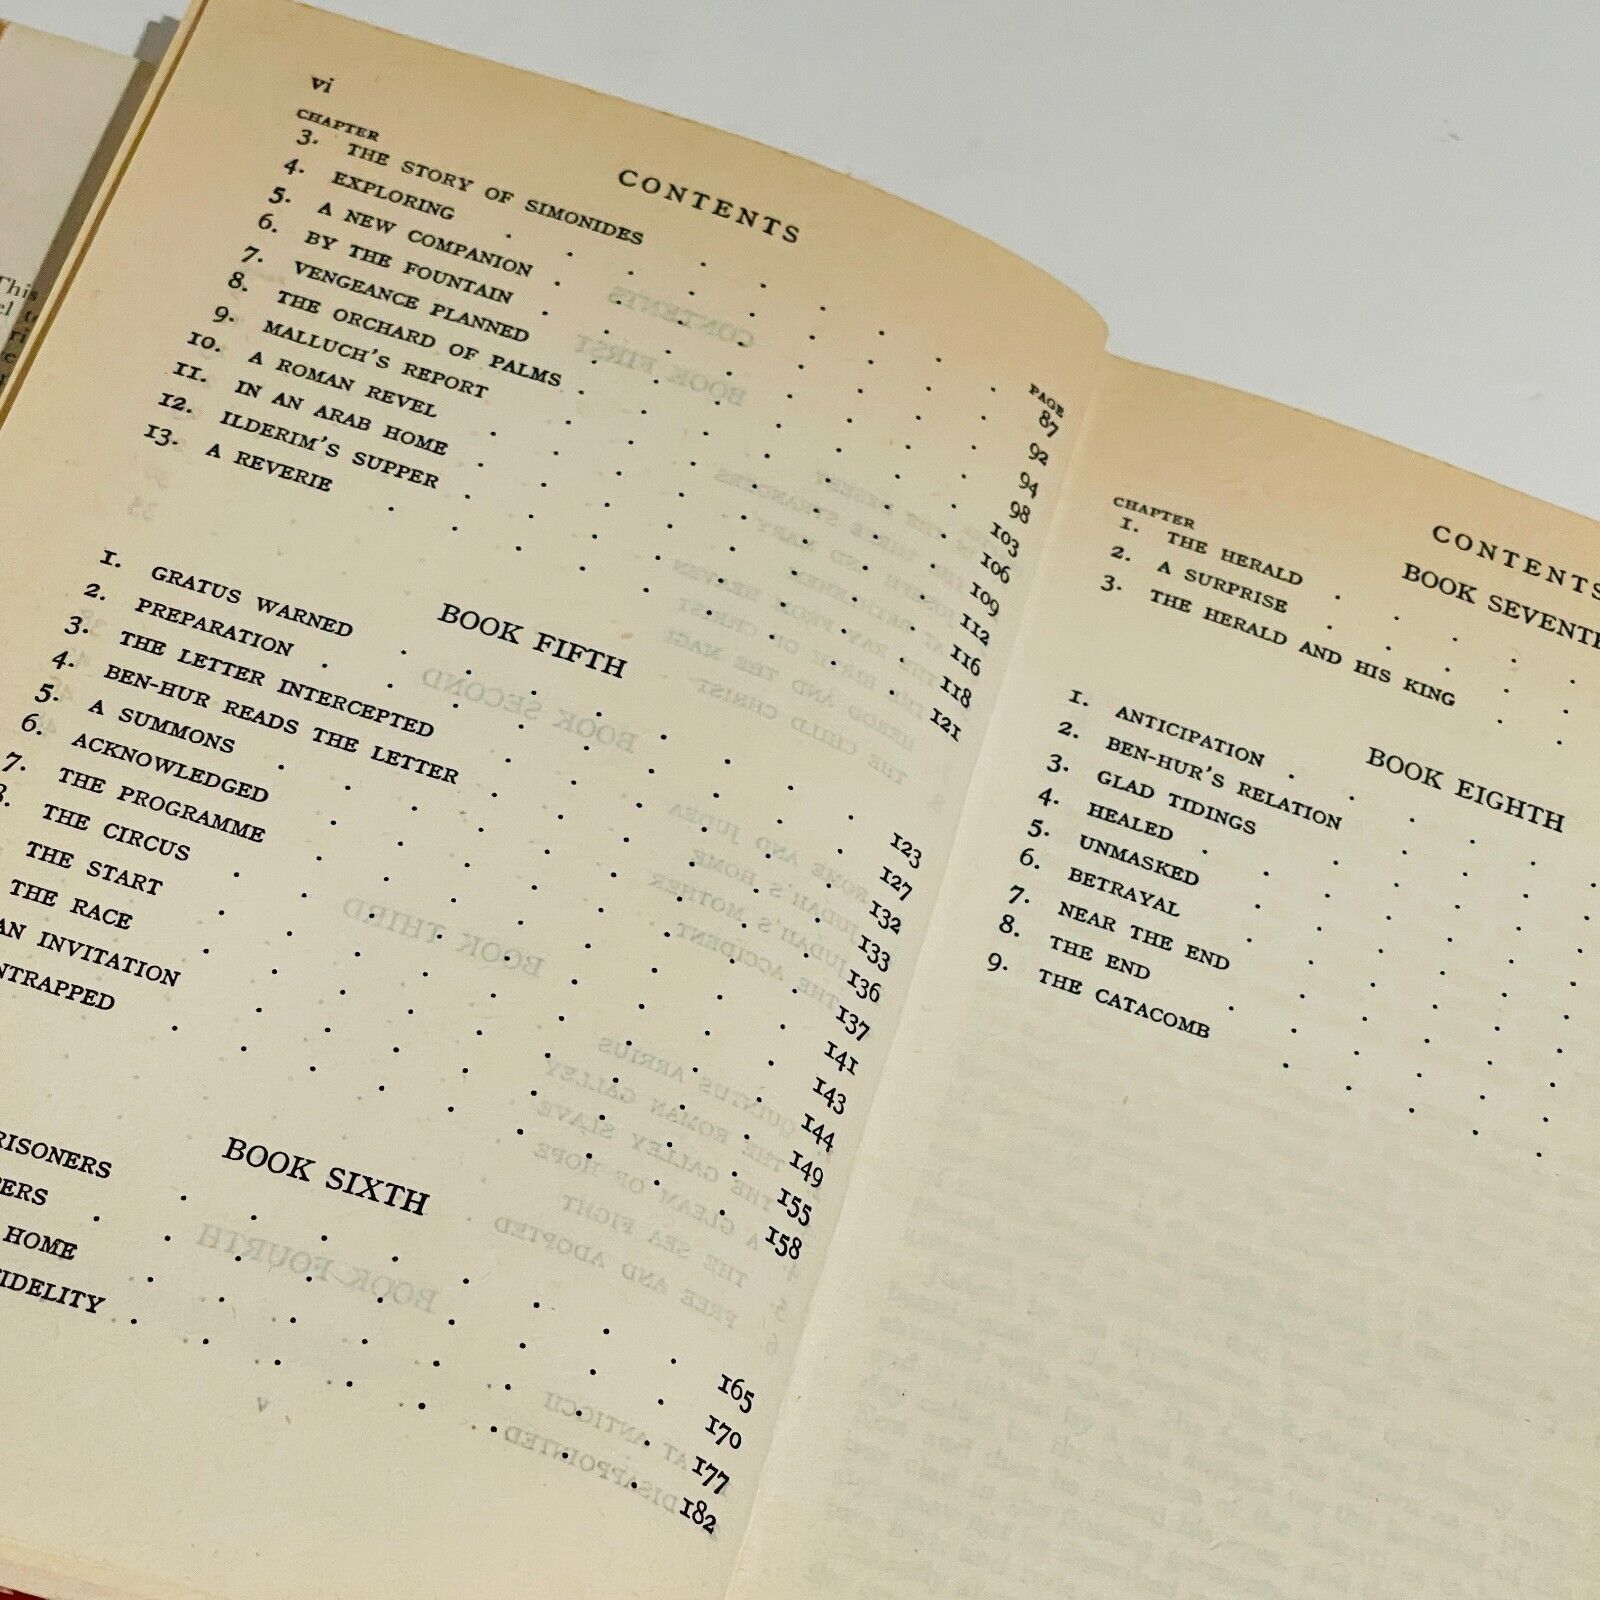 vi
CONTENTS
CHAPTER
PAGE
3. THE STORY OF SIMONIDES . . . . 87
4. EXPLORING . . . . 92
5. A NEW COMPANION . . . . 94
6. BY THE FOUNTAIN . . . . 98
7. VENGEANCE PLANNED . . . . 103
8. THE ORCHARD OF PALMS . . . . 106
9. MALLUCH'S REPORT . . . . 109
10. A ROMAN REVEL . . . . 112
11. IN AN ARAB HOME . . . . 116
12. ILDERIM'S SUPPER . . . . 118
13. A REVERIE . . . . 121
BOOK FIFTH
1. GRATUS WARNED . . . . 123
2. PREPARATION . . . . 127
3. THE LETTER INTERCEPTED . . . . 132
4. BEN-HUR READS THE LETTER . . . . 133
5. A SUMMONS . . . . 136
6. ACKNOWLEDGED . . . . 137
7. THE PROGRAMME . . . . 141
THE CIRCUS . . . . 143
THE START . . . . 144
THE RACE . . . . 149
AN INVITATION . . . . 155
NTRAPPED . . . . 158
BOOK SIXTH
RISONERS . . . . 165
ERS . . . . 170
HOME . . . . 177
IDELITY . . . . 182
CONTENTS
BOOK SEVENT
CHAPTER
1. THE HERALD . . . .
2. A SURPRISE . . . .
3. THE HERALD AND HIS KING . . . .
BOOK EIGHTH
1. ANTICIPATION . . . .
2. BEN-HUR'S RELATION . . . .
3. GLAD TIDINGS . . . .
4. HEALED . . . .
5. UNMASKED . . . .
6. BETRAYAL . . . .
7. NEAR THE END . . . .
8. THE END . . . .
9. THE CATACOMB . . . .